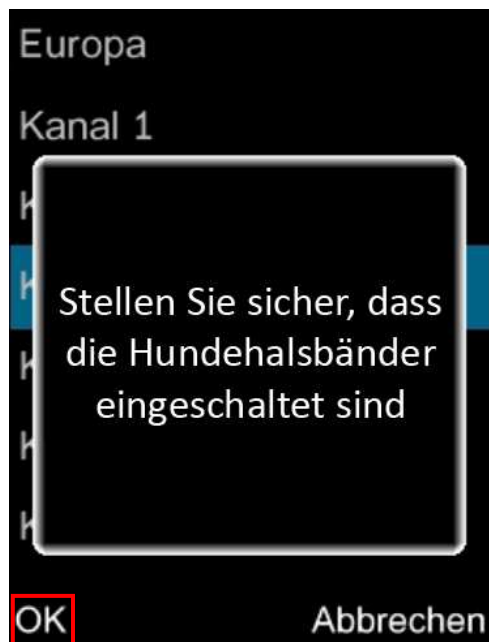 Europa
Kanal 1
K
K
Stellen Sie sicher, dass
die Hundehalsbänder
K
eingeschaltet sind
K
K
OK
Abbrechen